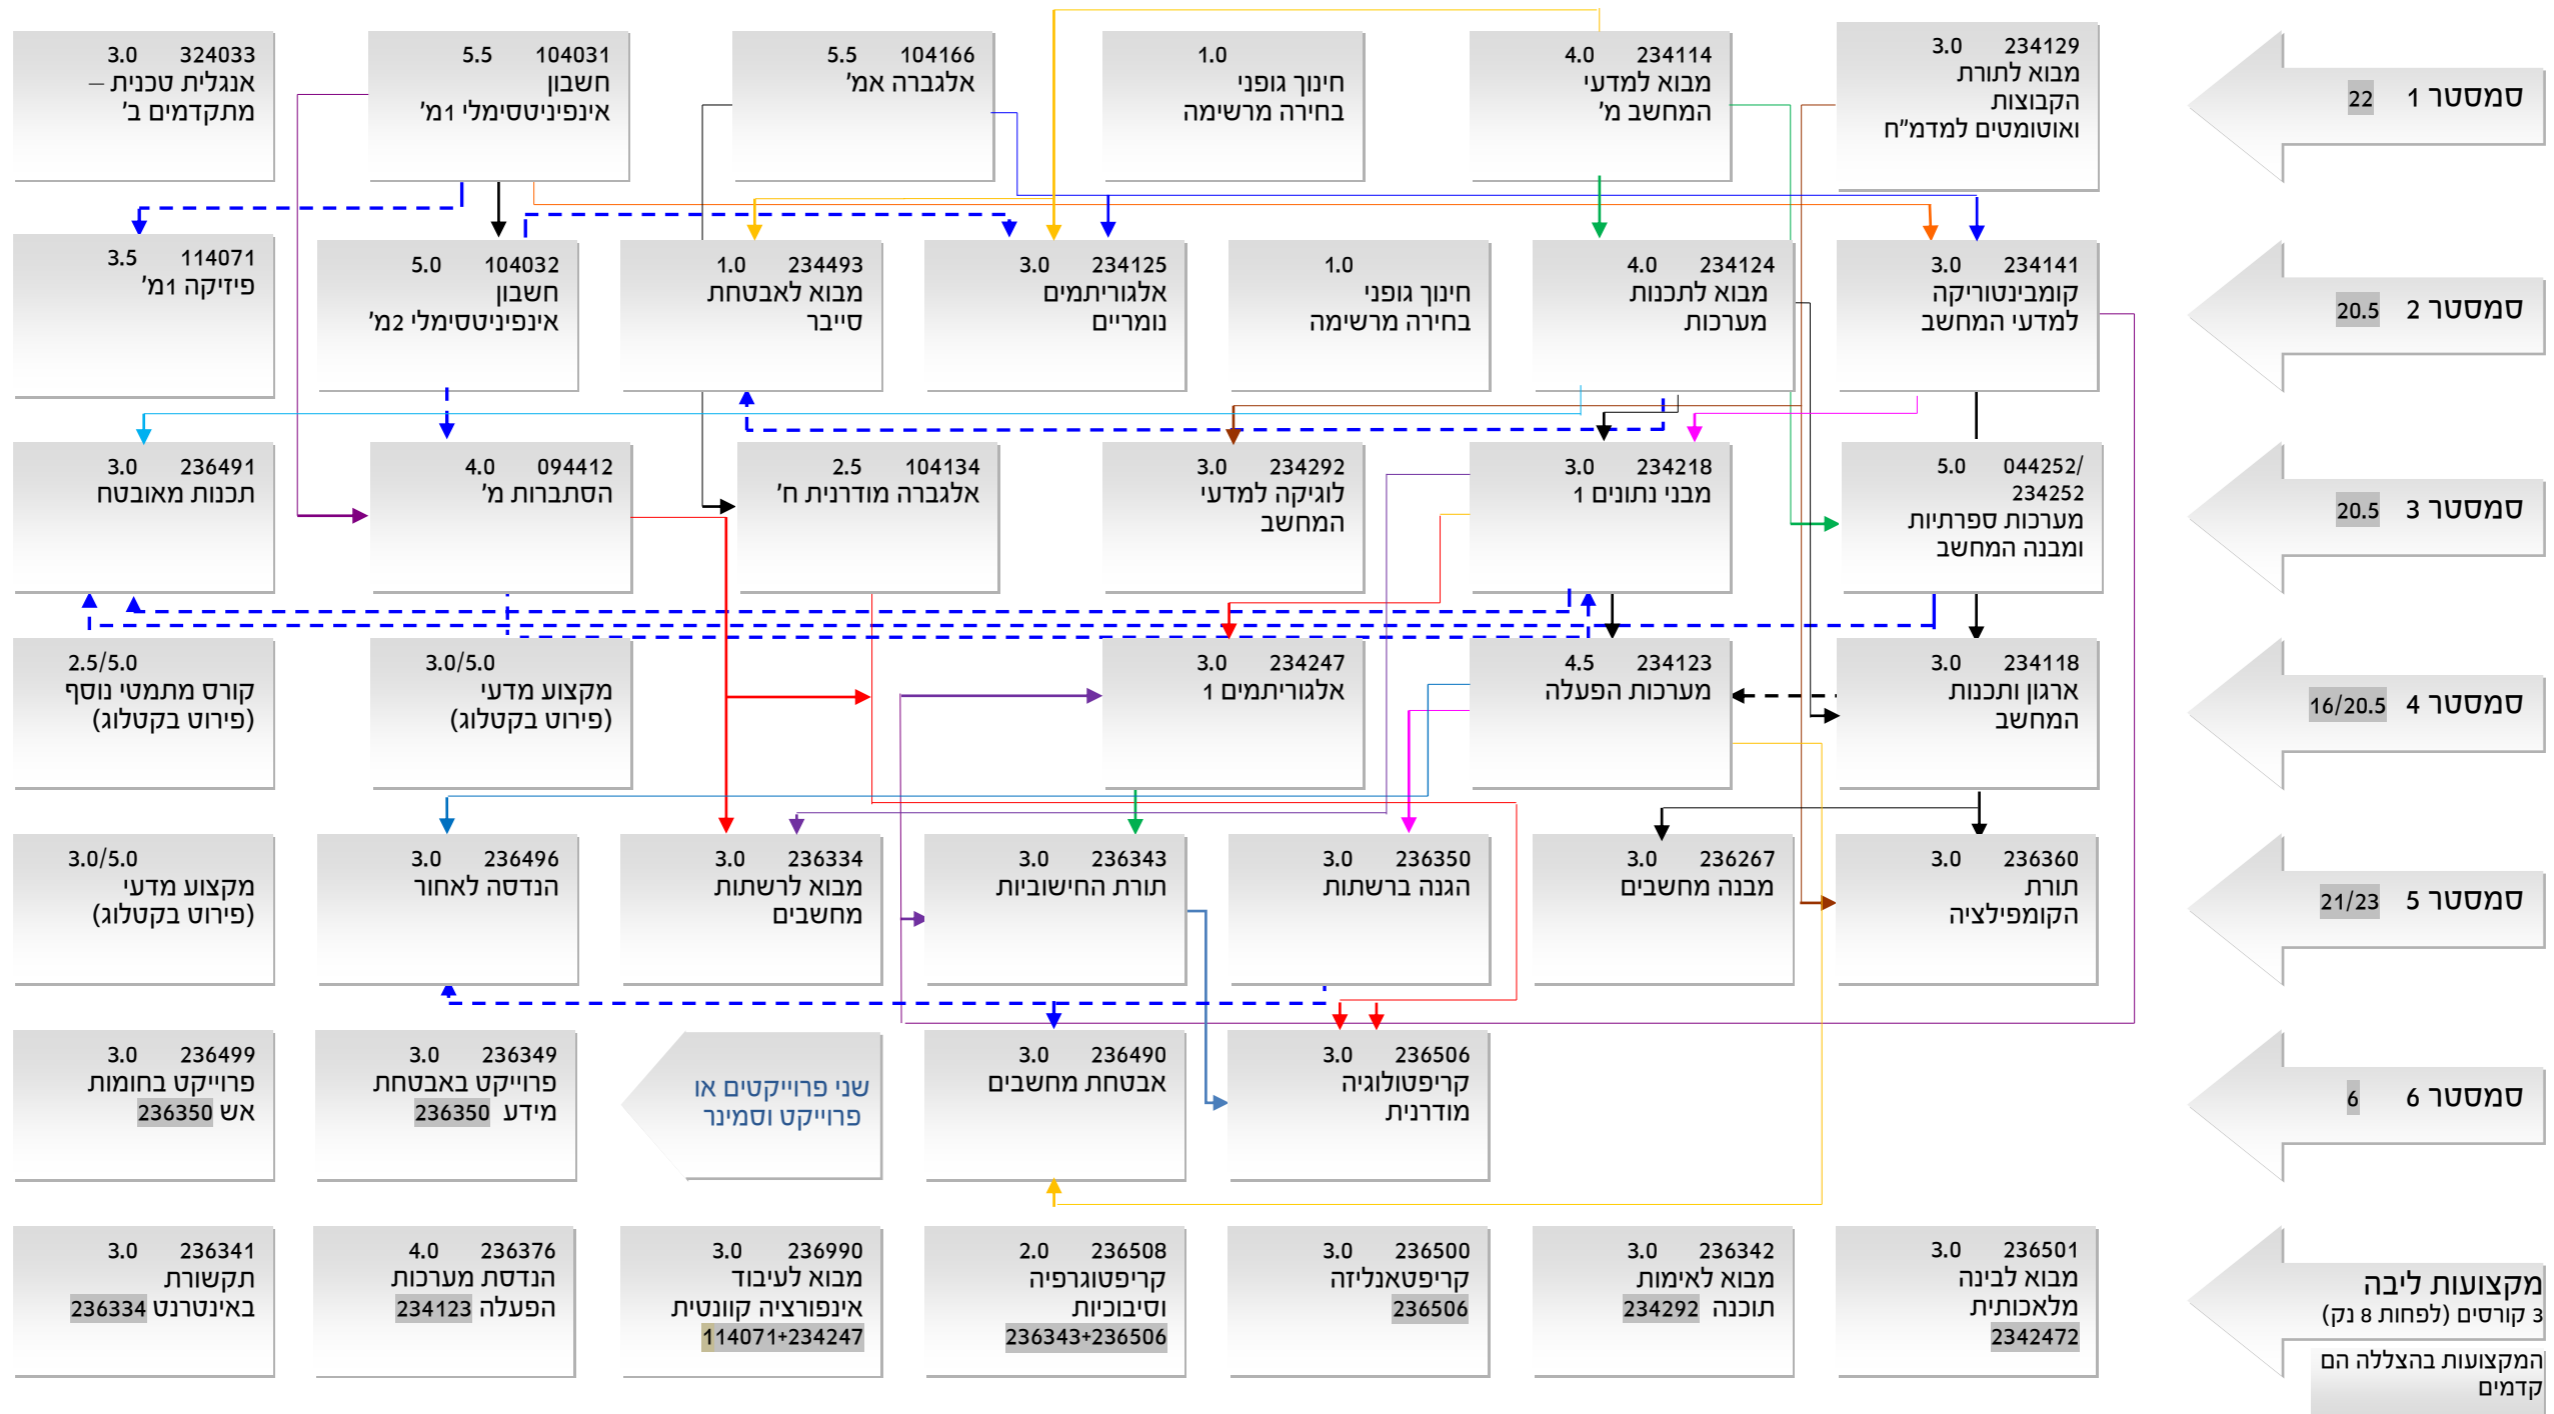 סמסטר 1 22
234129 3.0
מבוא לתורת
הקבוצות
ואוטומטים למדמ"ח
234114 4.0
מבוא למדעי
המחשב מ'
1.0
חינוך גופני
בחירה מרשימה
104166 5.5
אלגברה אמ'
104031 5.5
חשבון
אינפיניטסימלי 1מ'
324033 3.0
אנגלית טכנית –
מתקדמים ב'
סמסטר 2 20.5
234141 3.0
קומבינטוריקה
למדעי המחשב
234124 4.0
מבוא לתכנות
מערכות
1.0
חינוך גופני
בחירה מרשימה
234125 3.0
אלגוריתמים
נומריים
234493 1.0
מבוא לאבטחת
סייבר
104032 5.0
חשבון
אינפיניטסימלי 2מ'
114071 3.5
פיזיקה 1מ'
סמסטר 3 20.5
044252/ 5.0
234252
מערכות ספרתיות
ומבנה המחשב
234218 3.0
מבני נתונים 1
234292 3.0
לוגיקה למדעי
המחשב
104134 2.5
אלגברה מודרנית ח'
094412 4.0
הסתברות מ'
236491 3.0
תכנות מאובטח
סמסטר 4 16/20.5
234118 3.0
ארגון ותכנות
המחשב
234123 4.5
מערכות הפעלה
234247 3.0
אלגוריתמים 1
3.0/5.0
מקצוע מדעי
(פירוט בקטלוג)
2.5/5.0
קורס מתמטי נוסף
(פירוט בקטלוג)
סמסטר 5 21/23
236360 3.0
תורת
הקומפילציה
236267 3.0
מבנה מחשבים
236350 3.0
הגנה ברשתות
236343 3.0
תורת החישוביות
236334 3.0
מבוא לרשתות
מחשבים
236496 3.0
הנדסה לאחור
3.0/5.0
מקצוע מדעי
(פירוט בקטלוג)
סמסטר 6 6
236506 3.0
קריפטולוגיה
מודרנית
236490 3.0
אבטחת מחשבים
שני פרוייקטים או
פרוייקט וסמינר
236349 3.0
פרוייקט באבטחת
מידע 236350
236499 3.0
פרוייקט בחומות
אש 236350
מקצועות ליבה
3 קורסים (לפחות 8 נק)
המקצועות בהצללה הם
קדמים
236501 3.0
מבוא לבינה
מלאכותית
2342472
236342 3.0
מבוא לאימות
תוכנה 234292
236500 3.0
קריפטאנליזה
236506
236508 2.0
קריפטוגרפיה
וסיבוכיות
236343+236506
236990 3.0
מבוא לעיבוד
אינפורציה קוונטית
114071+234247
236376 4.0
הנדסת מערכות
הפעלה 234123
236341 3.0
תקשורת
באינטרנט 236334